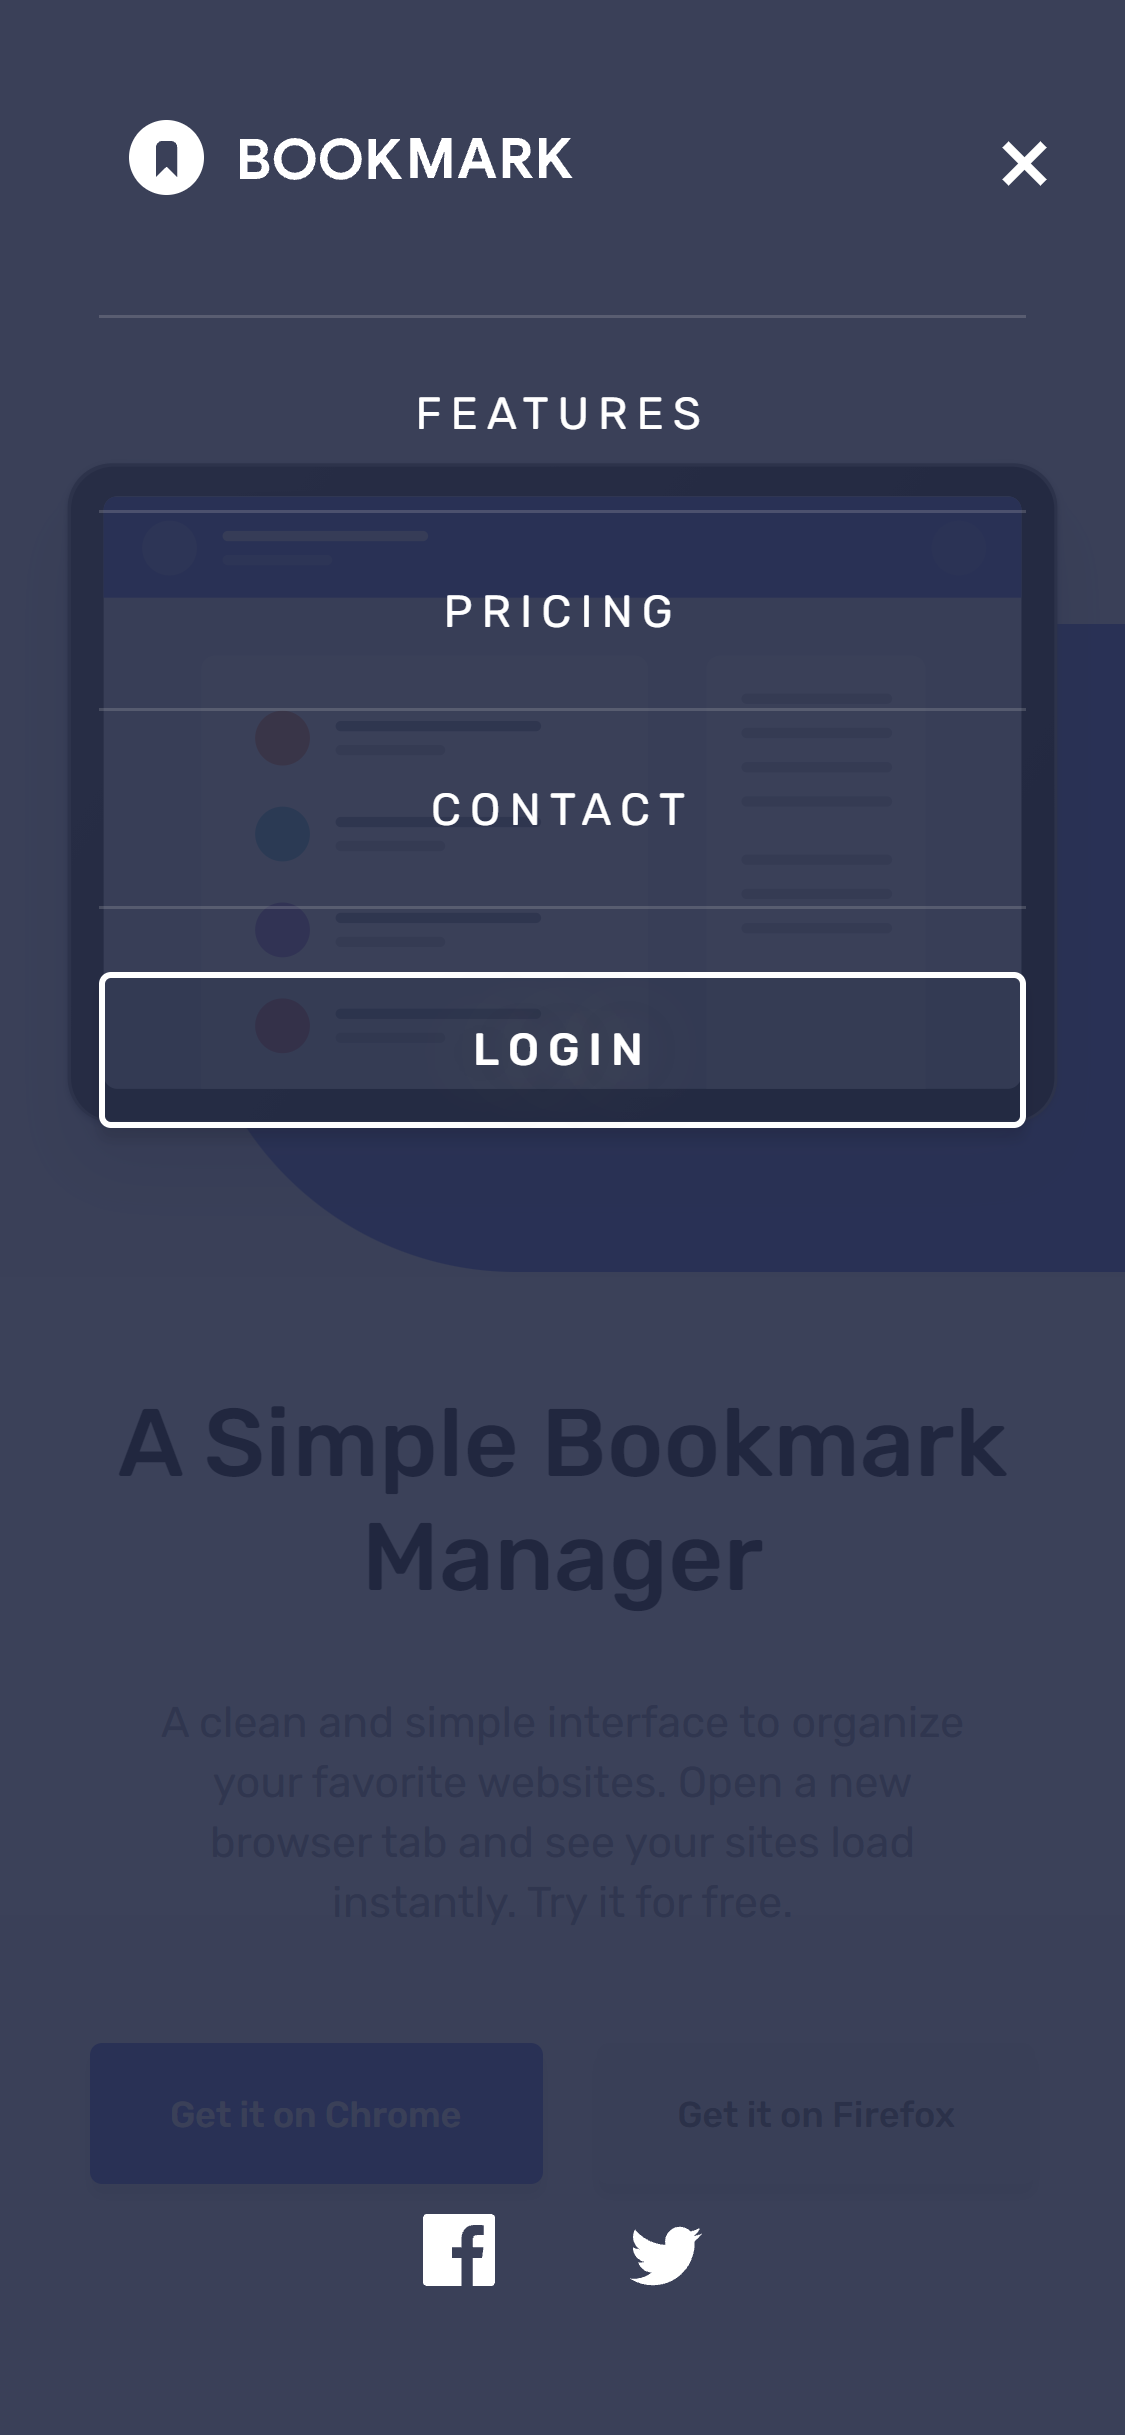 BOOKMARK
FEATURES
PRICING
CONTACT
LOGIN
A Simple Bookmark
Manager
A clean and simple interface to organize
your favorite websites. Open a new
browser tab and see your sites load
instantly. Try it for free.
Get it on Chrome
Get it on Firefox